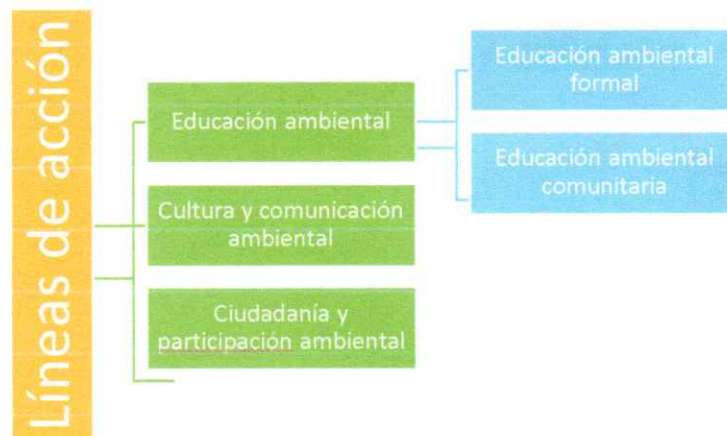 Líneas de acción
Educación ambiental
Cultura y comunicación
ambiental
Ciudadanía y
participación ambiental
Educación ambiental
formal
Educación ambiental
comunitaria